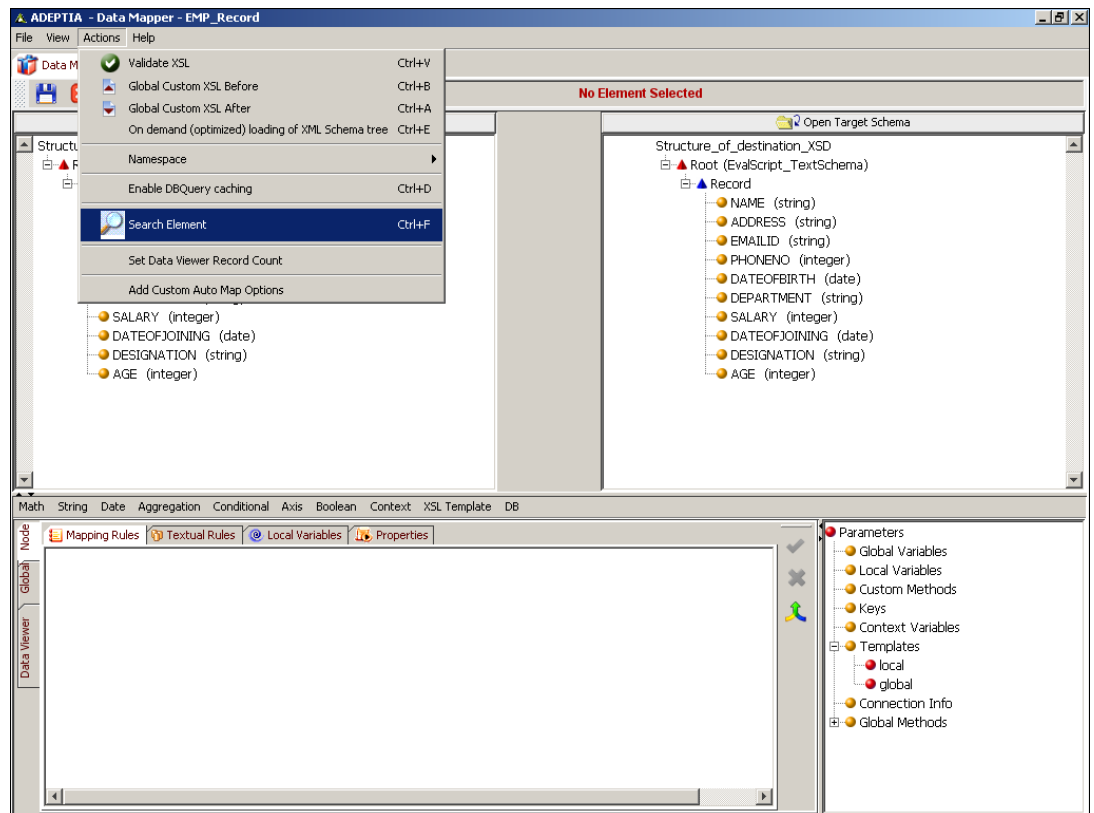 ADEPTIA - Data Mapper - EMP_Record
File View Actions Help
Data M
Validate XSL Ctrl+V
Global Custom XSL Before Ctrl+B
Global Custom XSL After Ctrl+A
On demand (optimized) loading of XML Schema tree Ctrl+E
Namespace
Enable DBQuery caching Ctrl+D
Search Element Ctrl+F
Set Data Viewer Record Count
Add Custom Auto Map Options
No Element Selected
Open Target Schema
Structu
SALARY (integer)
DATEOFJOINING (date)
DESIGNATION (string)
AGE (integer)
Structure_of_destination_XSD
Root (EvalScript_TextSchema)
Record
NAME (string)
ADDRESS (string)
EMAILID (string)
PHONENO (integer)
DATEOFBIRTH (date)
DEPARTMENT (string)
SALARY (integer)
DATEOFJOINING (date)
DESIGNATION (string)
AGE (integer)
Math String Date Aggregation Conditional Axis Boolean Context XSL Template DB
Node
Global
Data Viewer
Mapping Rules Textual Rules Local Variables Properties
Parameters
Global Variables
Local Variables
Custom Methods
Keys
Context Variables
Templates
local
global
Connection Info
Global Methods